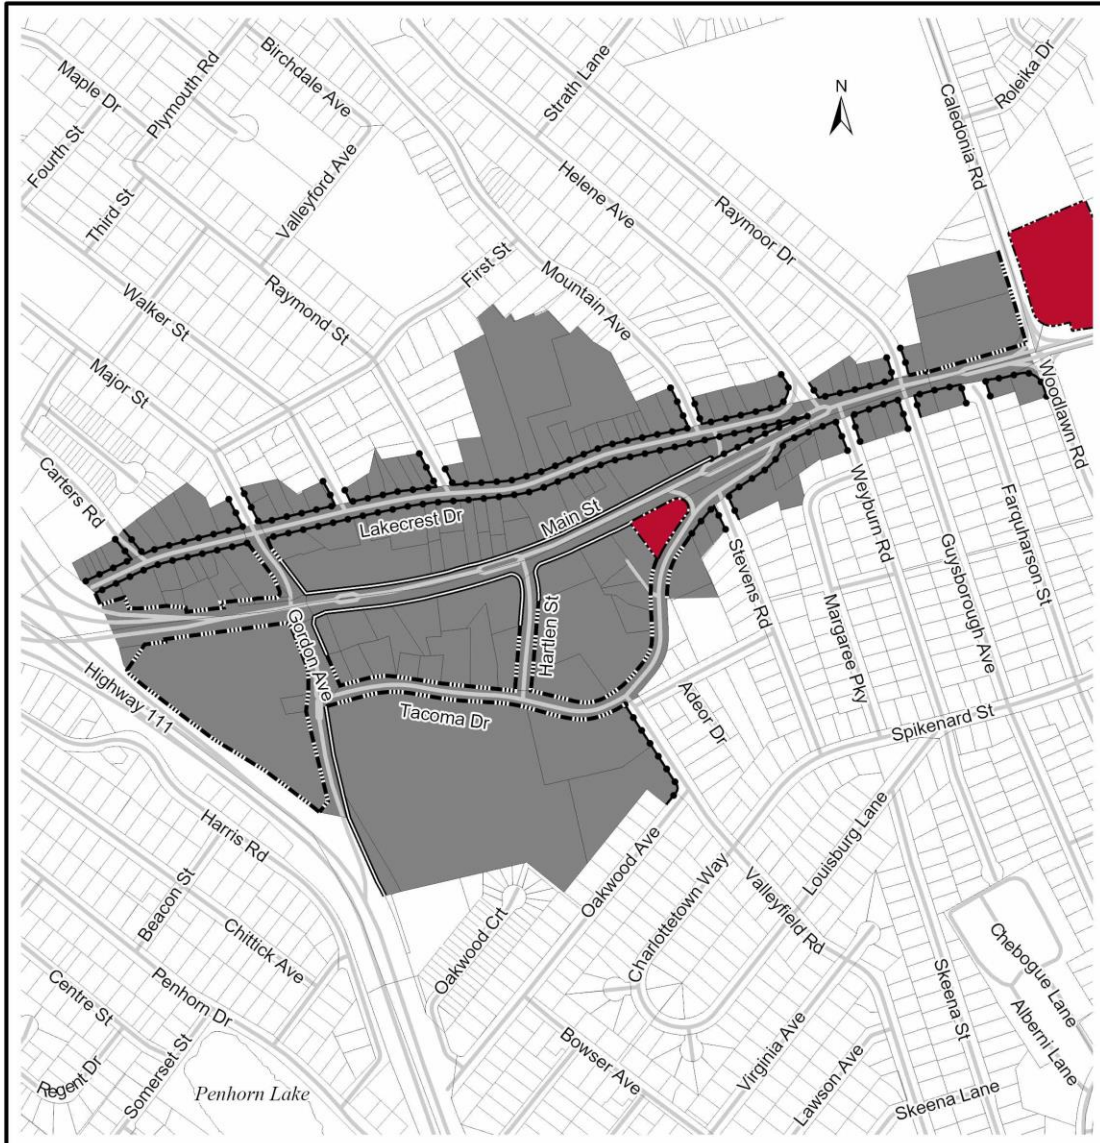 Birchdale Ave
Plymouth Rd
Maple Dr
Strath Lane
Roleika Dr
N
Caledonia Rd
Fourth St
Valleyford Ave
Third St
Helene Ave
Raymoor Dr
First St
Mountain Ave
Walker St
Raymond St
Major St
Woodlawn Rd
Carters Rd
Lakecrest Dr
Main St
Weyburn Rd
Farquharson St
Guysborough Ave
Stevens Rd
Margaree Pky
Gordon Ave
Hartlen St
Highway 111
Tacoma Dr
Adeor Dr
Spikenard St
Harris Rd
Louisburg Lane
Oakwood Ave
Charlottetown Way
Valleyfield Rd
Beacon St
Chittick Ave
Oakwood Crt
Chebogue Lane
Penhorn Dr
Centre St
Skeena St
Alberni Lane
Virginia Ave
Bowser Ave
Somerset St
Regent Dr
Penhorn Lake
Lawson Ave
Skeena Lane